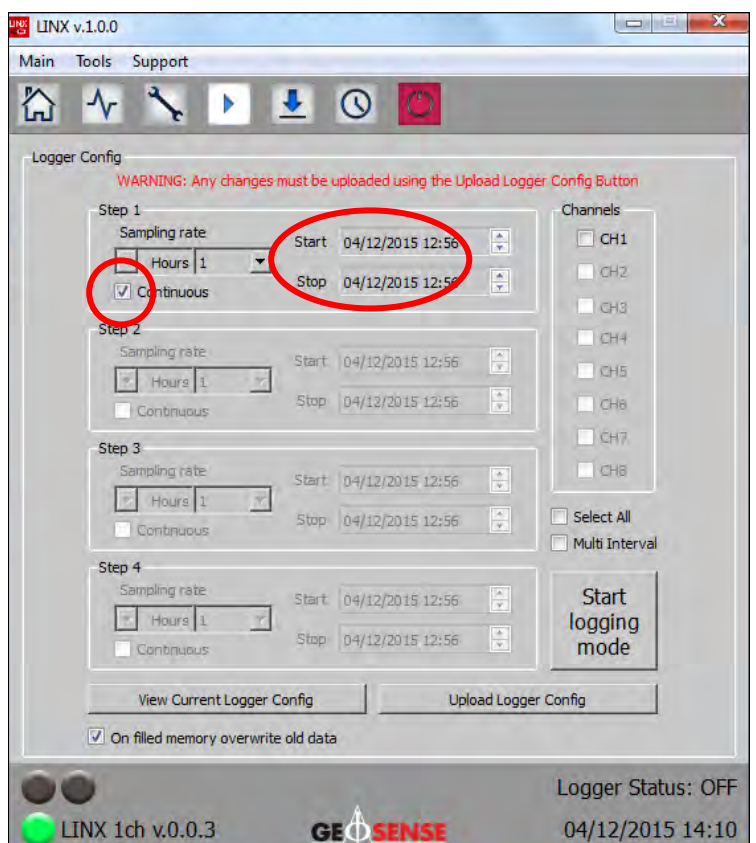 LINX v.1.0.0
Main Tools Support
Logger Config
WARNING: Any changes must be uploaded using the Upload Logger Config Button
Step 1
Sampling rate
Hours 1
Continuous
Start 04/12/2015 12:56
Stop 04/12/2015 12:56
Step 2
Sampling rate
Hours 1
Continuous
Start 04/12/2015 12:56
Stop 04/12/2015 12:56
Step 3
Sampling rate
Hours 1
Continuous
Start 04/12/2015 12:56
Stop 04/12/2015 12:56
Step 4
Sampling rate
Hours 1
Continuous
Start 04/12/2015 12:56
Stop 04/12/2015 12:56
Channels
CH1
CH2
CH3
CH4
CH5
CH6
CH7
CH8
Select All
Multi Interval
Start
logging
mode
View Current Logger Config
Upload Logger Config
On filled memory overwrite old data
Logger Status: OFF
LINX 1ch v.0.0.3
GEOSENSE
04/12/2015 14:10